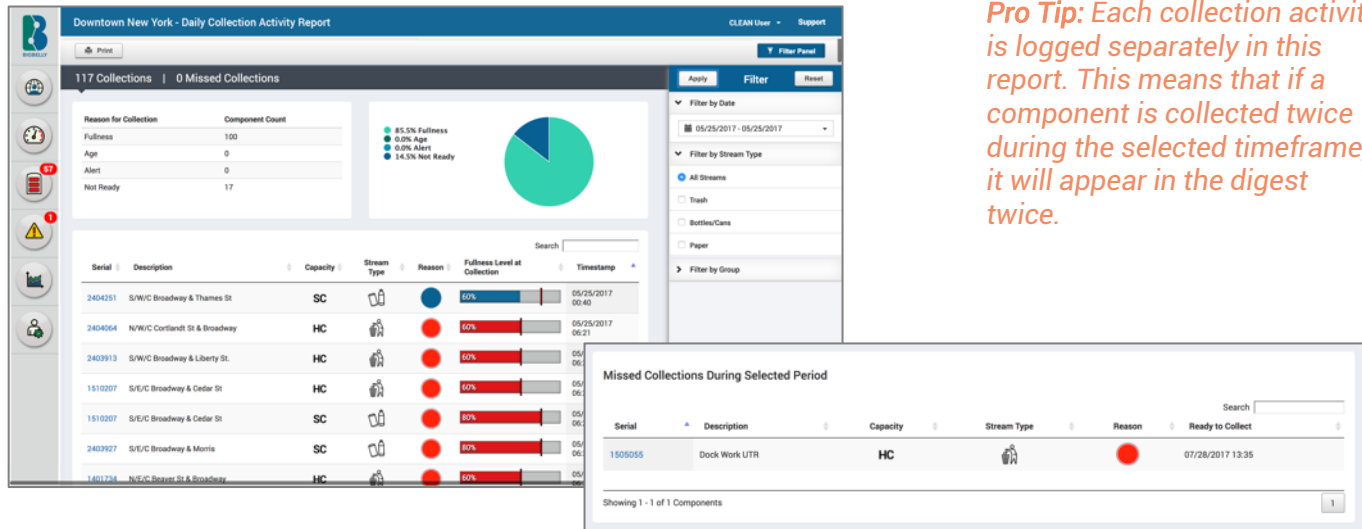 Downtown New York - Daily Collection Activity Report
CLEAN User
Support
BIGBELLY
Print
Filter Panel
117 Collections | 0 Missed Collections
Apply
Filter
Reset
Reason for Collection Component Count
Fullness 100
Age 0
Alert 0
Not Ready 17
85.5% Fullness
0.0% Age
0.0% Alert
14.5% Not Ready
Filter by Date
05/25/2017 - 05/25/2017
Filter by Stream Type
All Streams
Trash
Bottles/Cans
Paper
Filter by Group
57
1
Search
Serial Description Capacity Stream Type Reason Fullness Level at Collection Timestamp
2404251 S/W/C Broadway & Thames St SC 60% 05/25/2017 00:40
2404064 N/W/C Cortlandt St & Broadway HC 60% 05/25/2017 06:21
2403913 S/W/C Broadway & Liberty St. HC 60%
1510207 S/E/C Broadway & Cedar St HC 60%
1510207 S/E/C Broadway & Cedar St SC 80%
2403927 S/E/C Broadway & Morris SC 80%
1401734 N/E/C Beaver St & Broadway HC 60%
Pro Tip: Each collection activit
is logged separately in this
report. This means that if a
component is collected twice
during the selected timeframe
it will appear in the digest
twice.
Missed Collections During Selected Period
Search
Serial Description Capacity Stream Type Reason Ready to Collect
1505055 Dock Work UTR HC 07/28/2017 13:35
Showing 1 - 1 of 1 Components
1